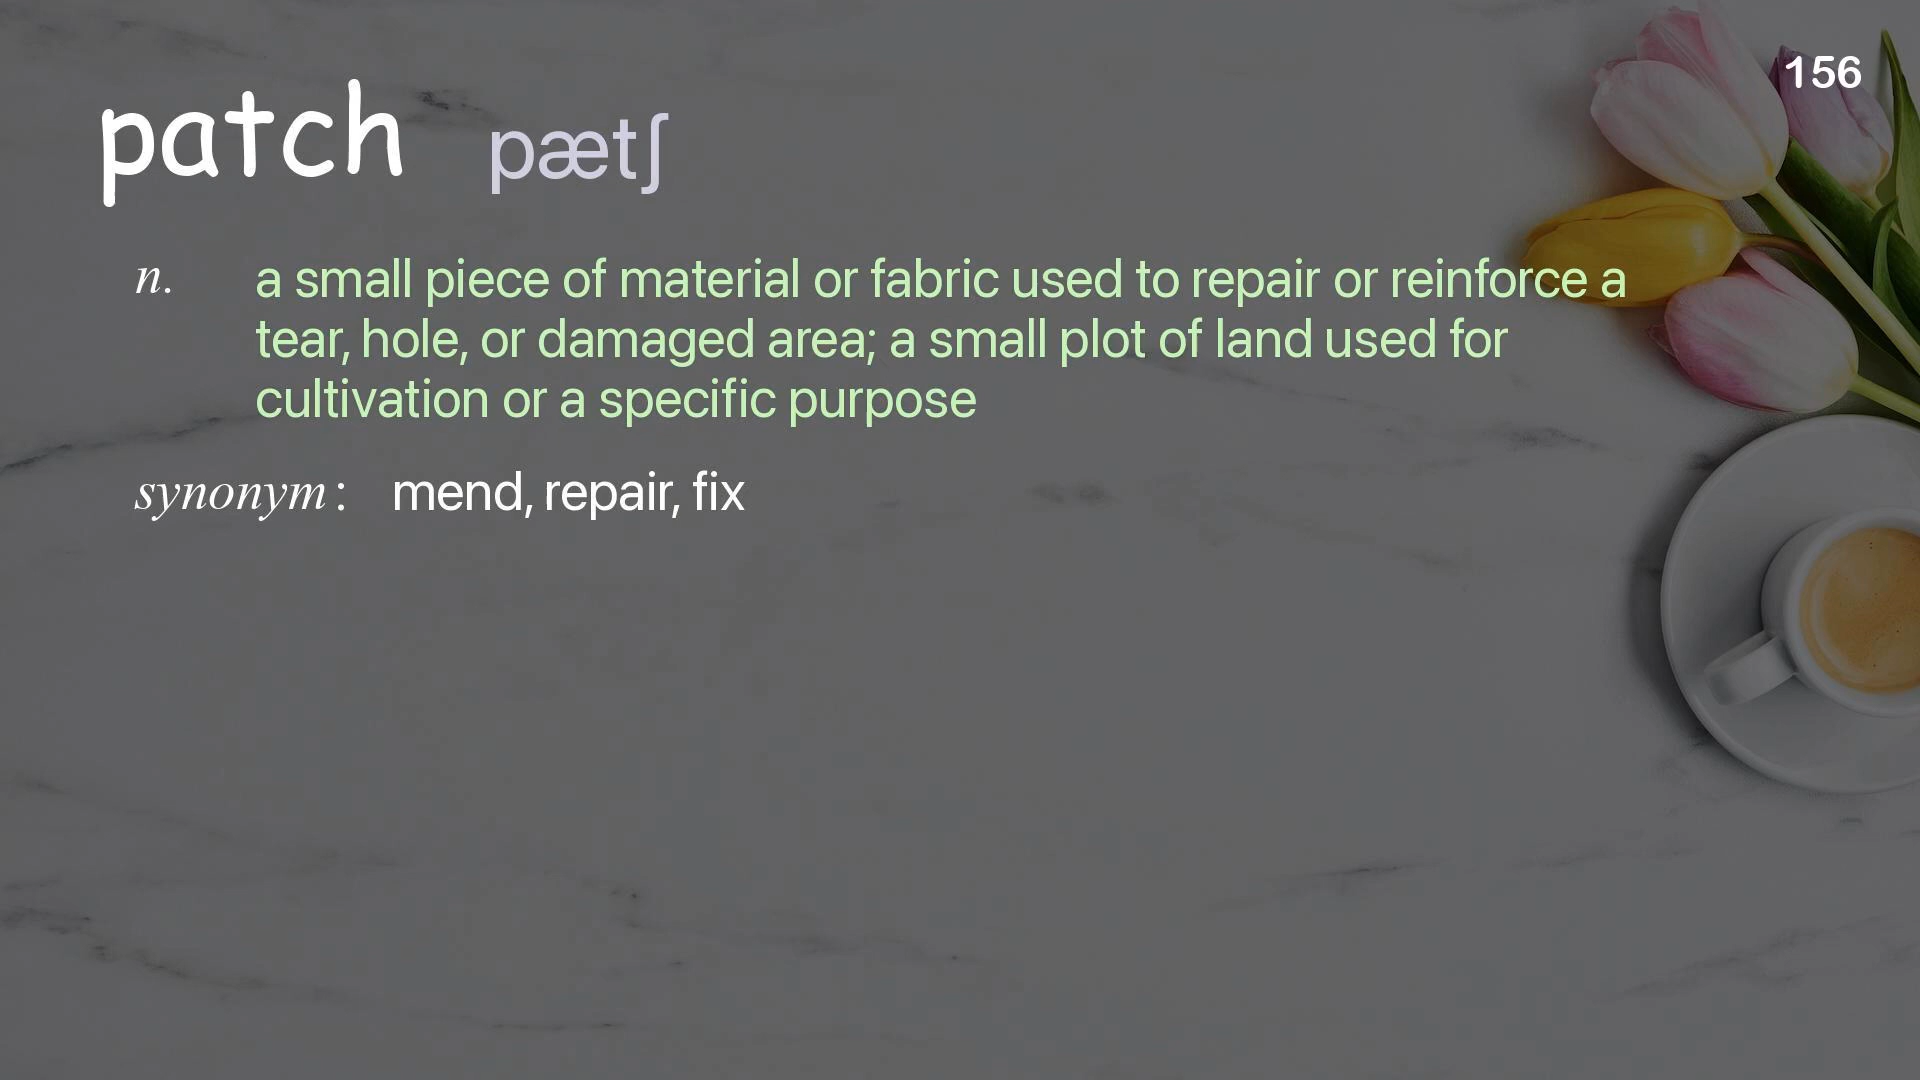 156
patch pætʃ
n. a small piece of material or fabric used to repair or reinforce a
tear, hole, or damaged area; a small plot of land used for
cultivation or a specific purpose
synonym: mend, repair, fix